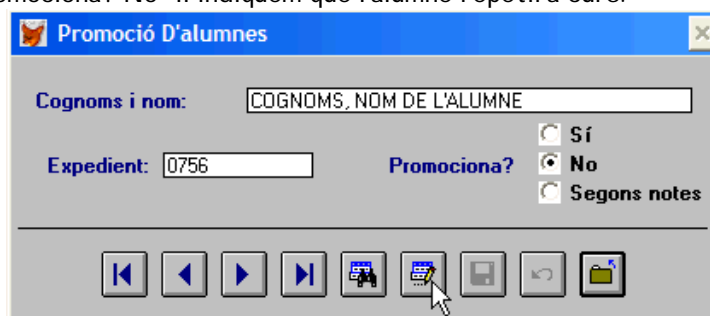 Promoció D'alumnes
Cognoms i nom: COGNOMS, NOM DE L'ALUMNE
Sí
Expedient: 0756 Promociona? No
Segons notes